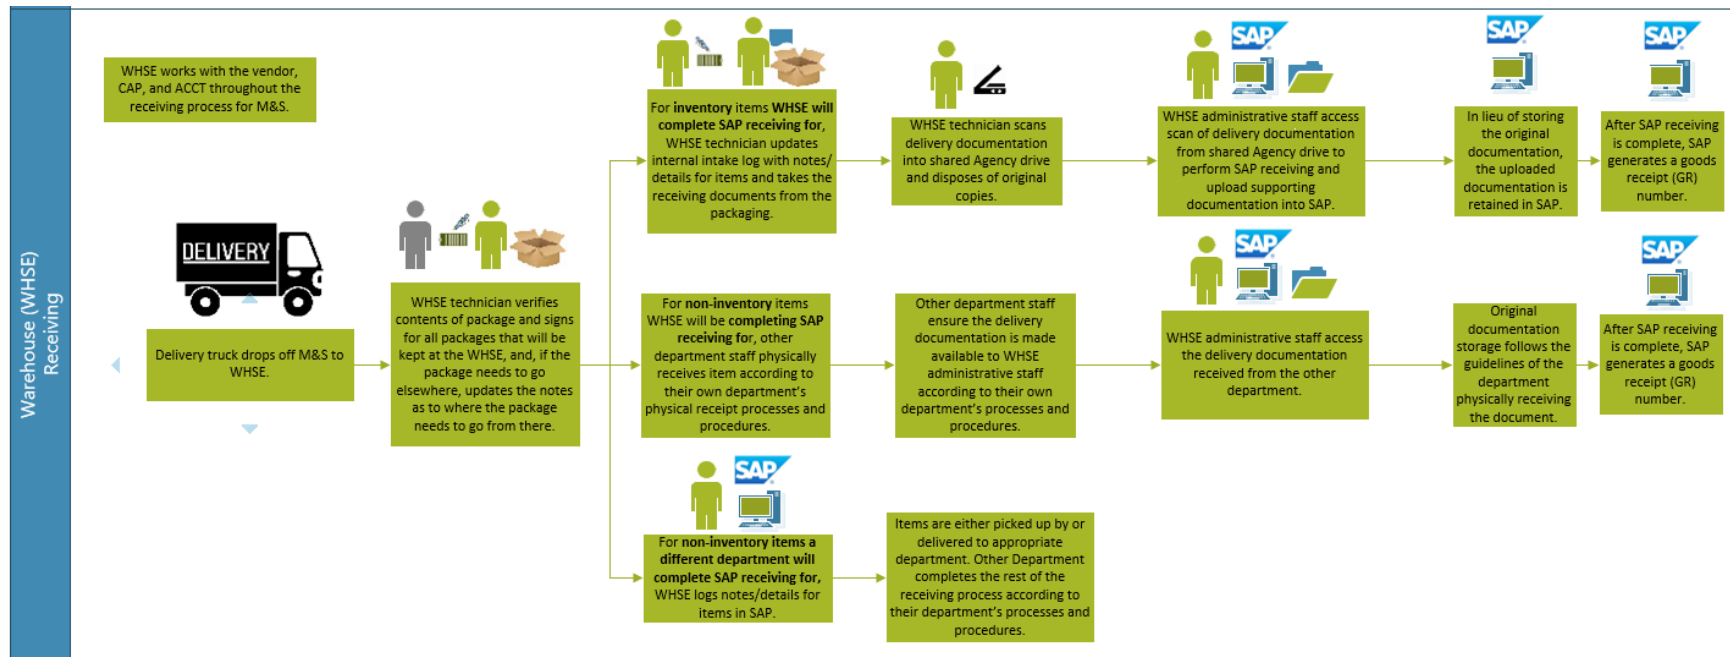 Warehouse (WHSE)
Receiving
WHSE works with the vendor,
CAP, and ACCT throughout the
receiving process for M&S.
DELIVERY
Delivery truck drops off M&S to
WHSE.
WHSE technician verifies
contents of package and signs
for all packages that will be
kept at the WHSE, and, if the
package needs to go
elsewhere, updates the notes
as to where the package
needs to go from there.
For inventory items WHSE will
complete SAP receiving for,
WHSE technician updates
internal intake log with notes/
details for items and takes the
receiving documents from the
packaging.
WHSE technician scans
delivery documentation
into shared Agency drive
and disposes of original
copies.
SAP
WHSE administrative staff access
scan of delivery documentation
from shared Agency drive to
perform SAP receiving and
upload supporting
documentation into SAP.
SAP
In lieu of storing
the original
documentation,
the uploaded
documentation is
retained in SAP.
SAP
After SAP receiving
is complete, SAP
generates a goods
receipt (GR)
number.
For non-inventory items
WHSE will be completing SAP
receiving for, other
department staff physically
receives item according to
their own department's
physical receipt processes and
procedures.
Other department staff
ensure the delivery
documentation is made
available to WHSE
administrative staff
according to their own
department's processes and
procedures.
SAP
WHSE administrative staff access
the delivery documentation
received from the other
department.
Original
documentation
storage follows the
guidelines of the
department
physically receiving
the document.
SAP
After SAP receiving
is complete, SAP
generates a goods
receipt (GR)
number.
SAP
For non-inventory items a
different department will
complete SAP receiving for,
WHSE logs notes/details for
items in SAP.
Items are either picked up by or
delivered to appropriate
department. Other Department
completes the rest of the
receiving process according to
their department's processes and
procedures.